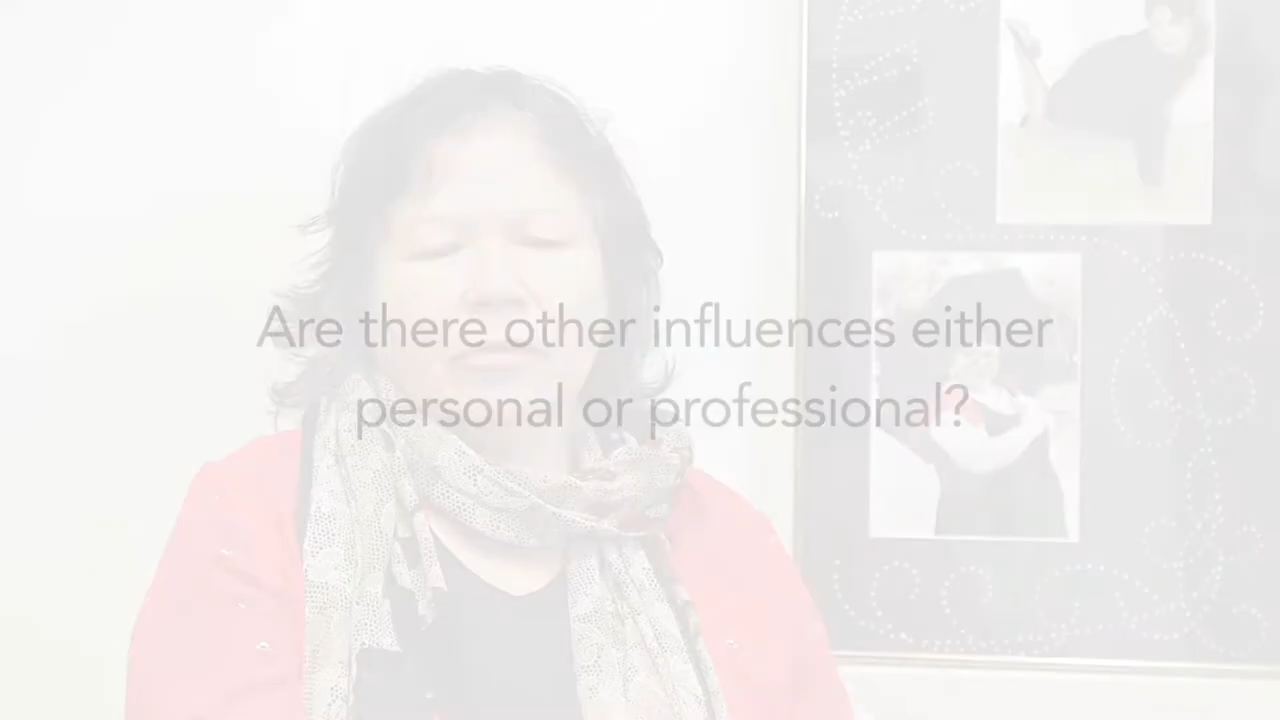 Are there other influences either
personal or professional?